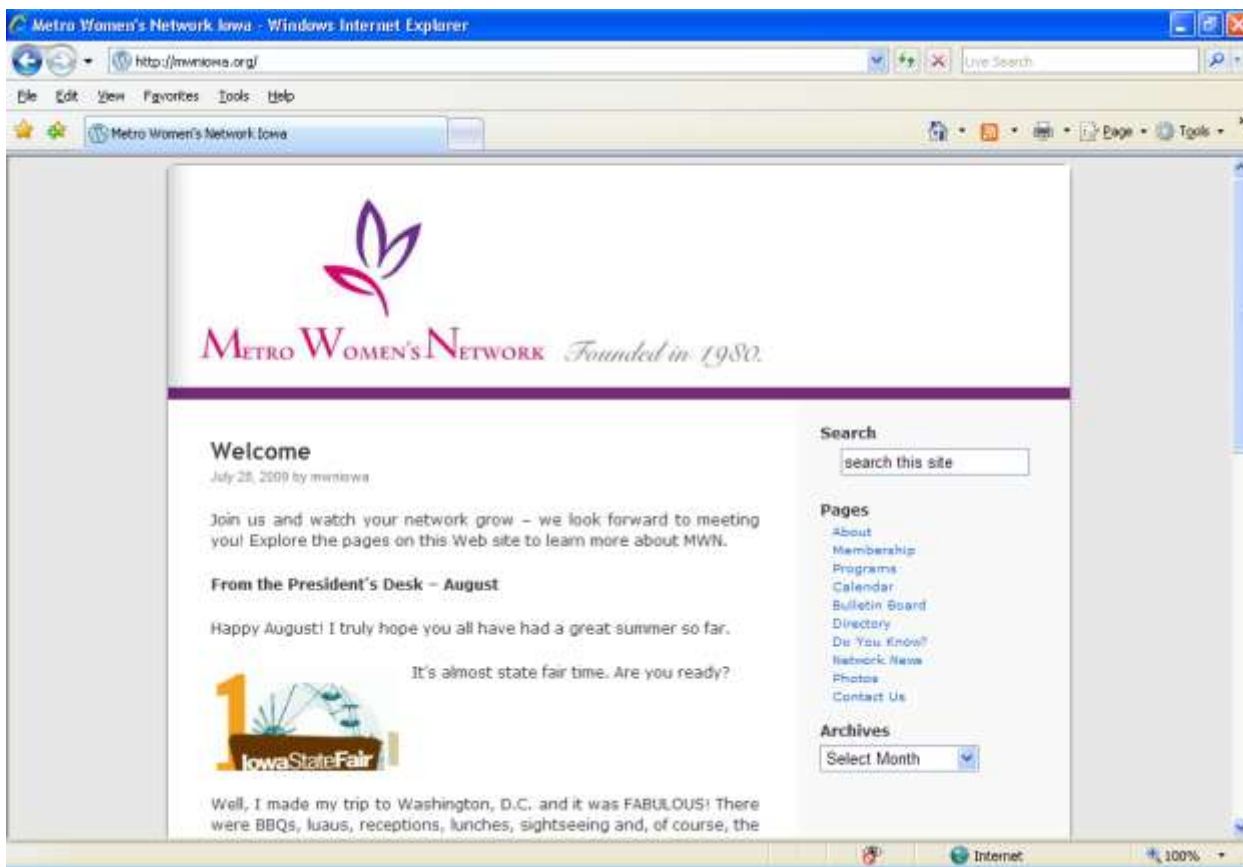 Metro Women's Network Iowa - Windows Internet Explorer
http://mwniowa.org/
Live Search
File Edit View Favorites Tools Help
Metro Women's Network Iowa
Page Tools
METRO WOMEN'S NETWORK Founded in 1980.
Welcome
July 28, 2009 by mwniowa
Join us and watch your network grow – we look forward to meeting
you! Explore the pages on this Web site to learn more about MWN.
From the President's Desk – August
Happy August! I truly hope you all have had a great summer so far.
It's almost state fair time. Are you ready?
10
IowaStateFair
Well, I made my trip to Washington, D.C. and it was FABULOUS! There
were BBQs, luaus, receptions, lunches, sightseeing and, of course, the
Search
search this site
Pages
About
Membership
Programs
Calendar
Bulletin Board
Directory
Do You Know?
Network News
Photos
Contact Us
Archives
Select Month
Internet
100%